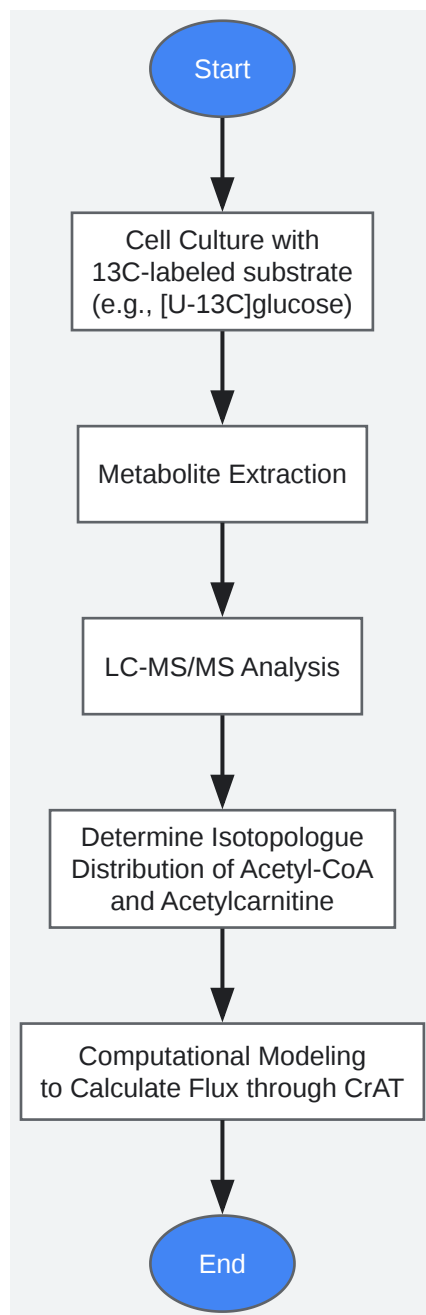 Start
Cell Culture with
13C-labeled substrate
(e.g., [U-13C]glucose)
Metabolite Extraction
LC-MS/MS Analysis
Determine Isotopologue
Distribution of Acetyl-CoA
and Acetylcarnitine
Computational Modeling
to Calculate Flux through CrAT
End